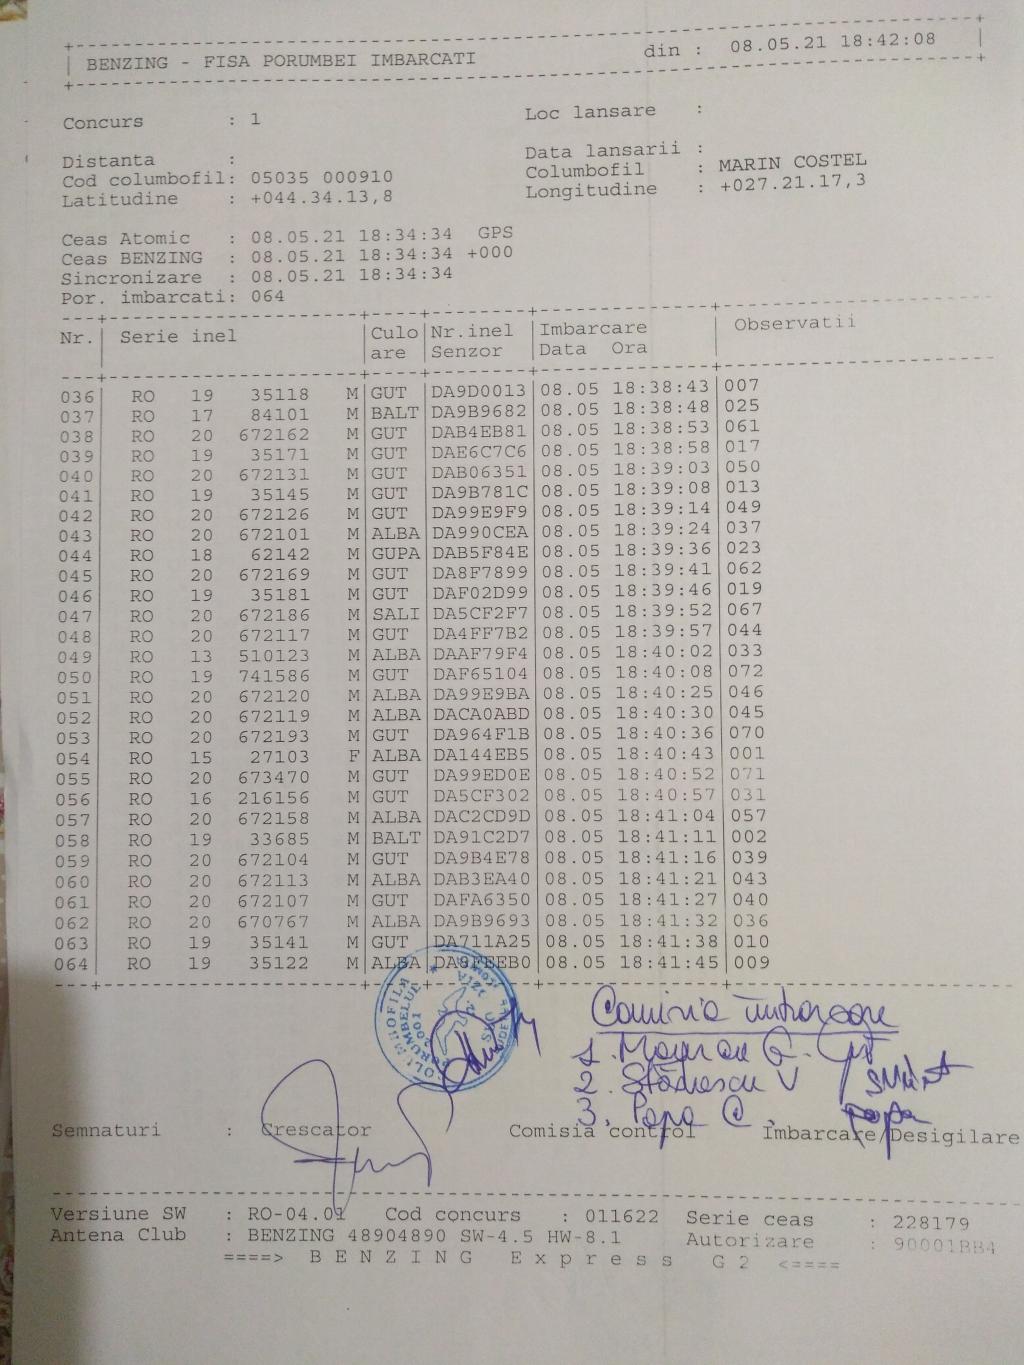 BENZING - FISA PORUMBEI IMBARCATI din : 08.05.21 18:42:08
Concurs : 1 Loc lansare :
Distanta : Data lansarii :
Cod columbofil: 05035 000910 Columbofil : MARIN COSTEL
Latitudine : +044.34.13,8 Longitudine : +027.21.17,3
Ceas Atomic : 08.05.21 18:34:34 GPS
Ceas BENZING : 08.05.21 18:34:34 +000
Sincronizare : 08.05.21 18:34:34
Por. imbarcati: 064
Nr.| Serie inel |Culo|Nr.inel |Imbarcare | Observatii
| |are |Senzor |Data Ora |
036| RO 19 35118 M|GUT |DA9D0013|08.05 18:38:43|007
037| RO 17 84101 M|BALT|DA9B9682|08.05 18:38:48|025
038| RO 20 672162 M|GUT |DAB4EB81|08.05 18:38:53|061
039| RO 19 35171 M|GUT |DAE6C7C6|08.05 18:38:58|017
040| RO 20 672131 M|GUT |DAB06351|08.05 18:39:03|050
041| RO 19 35145 M|GUT |DA9B781C|08.05 18:39:08|013
042| RO 20 672126 M|GUT |DA99E9F9|08.05 18:39:14|049
043| RO 20 672101 M|ALBA|DA990CEA|08.05 18:39:24|037
044| RO 18 62142 M|GUPA|DAB5F84E|08.05 18:39:36|023
045| RO 20 672169 M|GUT |DA8F7899|08.05 18:39:41|062
046| RO 19 35181 M|GUT |DAF02D99|08.05 18:39:46|019
047| RO 20 672186 M|SALI|DA5CF2F7|08.05 18:39:52|067
048| RO 20 672117 M|GUT |DA4FF7B2|08.05 18:39:57|044
049| RO 13 510123 M|ALBA|DAAF79F4|08.05 18:40:02|033
050| RO 19 741586 M|GUT |DAF65104|08.05 18:40:08|072
051| RO 20 672120 M|ALBA|DA99E9BA|08.05 18:40:25|046
052| RO 20 672119 M|ALBA|DACA0ABD|08.05 18:40:30|045
053| RO 20 672193 M|GUT |DA964F1B|08.05 18:40:36|070
054| RO 15 27103 F|ALBA|DA144EB5|08.05 18:40:43|001
055| RO 20 673470 M|GUT |DA99ED0E|08.05 18:40:52|071
056| RO 16 216156 M|GUT |DA5CF302|08.05 18:40:57|031
057| RO 20 672158 M|ALBA|DAC2CD9D|08.05 18:41:04|057
058| RO 19 33685 M|BALT|DA91C2D7|08.05 18:41:11|002
059| RO 20 672104 M|GUT |DA9B4E78|08.05 18:41:16|039
060| RO 20 672113 M|ALBA|DAB3EA40|08.05 18:41:21|043
061| RO 20 672107 M|GUT |DAFA6350|08.05 18:41:27|040
062| RO 20 670767 M|ALBA|DA9B9693|08.05 18:41:32|036
063| RO 19 35141 M|GUT |DA711A25|08.05 18:41:38|010
064| RO 19 35122 M|ALBA|DA8FEEB0|08.05 18:41:45|009
2001
1.
2. Stănescu V
3. Popa C.
Semnaturi : Crescator Comisia control Imbarcare/Desigilare
Versiune SW : RO-04.01 Cod concurs : 011622 Serie ceas : 228179
Antena Club : BENZING 48904890 SW-4.5 HW-8.1 Autorizare : 90001BB4
====> B E N Z I N G E x p r e s s G 2 <====